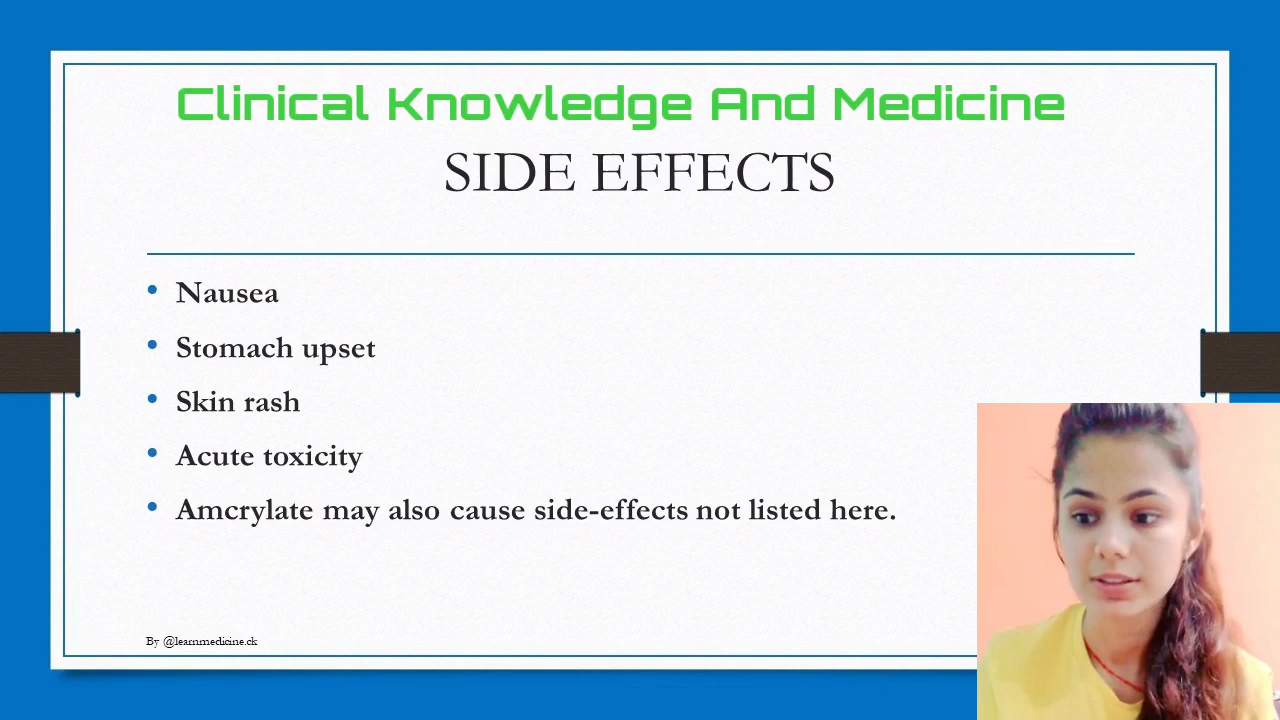 Clinical Knowledge And Medicine
SIDE EFFECTS
• Nausea
• Stomach upset
• Skin rash
• Acute toxicity
• Amcrylate may also cause side-effects not listed here.
By @learnmedicine.ck